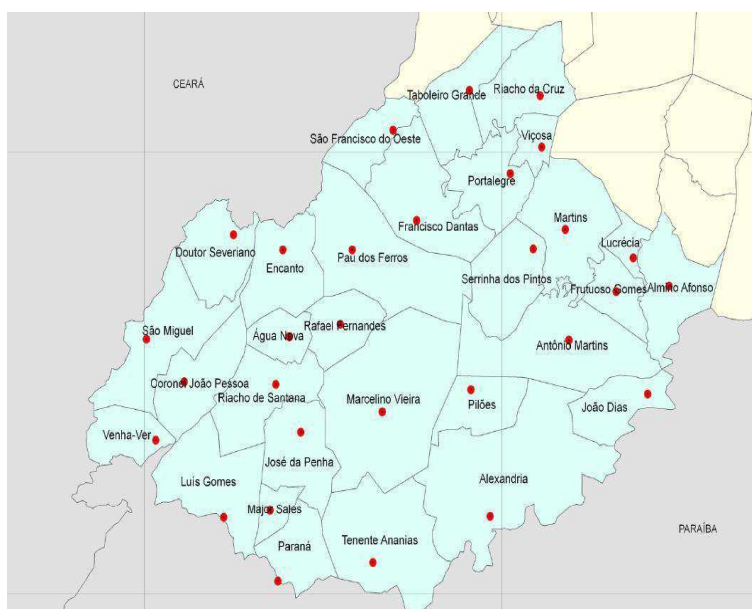 CEARÁ
Taboleiro Grande
Riacho da Cruz
São Francisco do Oeste
Viçosa
Portalegre
Francisco Dantas
Martins
Doutor Severiano
Encanto
Pau dos Ferros
Serrinha dos Pintos
Lucrécia
Frutuoso Gomes
Almino Afonso
São Miguel
Água Nova
Rafael Fernandes
Antônio Martins
Coronel João Pessoa
Riacho de Santana
Marcelino Vieira
Pilões
João Dias
Venha-Ver
José da Penha
Luis Gomes
Alexandria
Major Sales
Paraná
Tenente Ananias
PARAÍBA